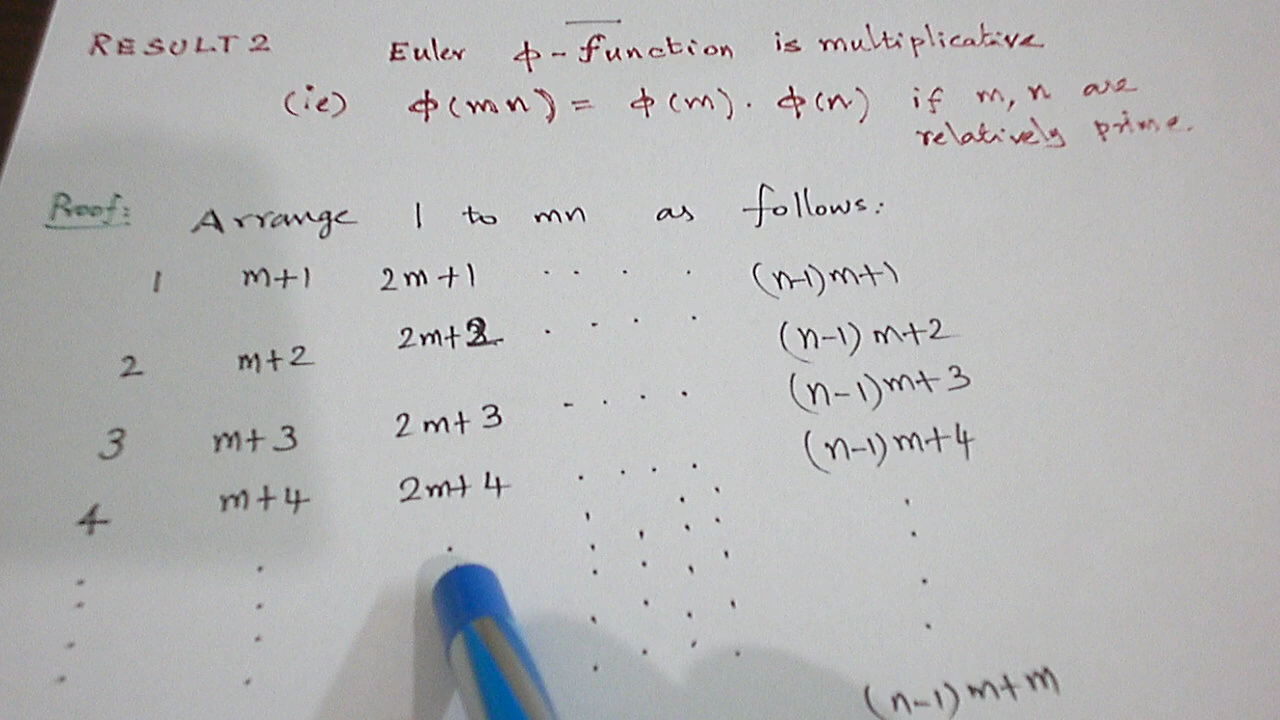 RESULT 2 Euler ϕ-function is multiplicative
(ie) ϕ(mn) = ϕ(m). ϕ(n) if m, n are
relatively prime.
Proof: Arrange 1 to mn as follows:
1 m+1 2m+1 . . . . (n-1)m+1
2 m+2 2m+2 . . . . (n-1)m+2
3 m+3 2m+3 . . . . (n-1)m+3
4 m+4 2m+4 . . . . (n-1)m+4
(n-1)m+m